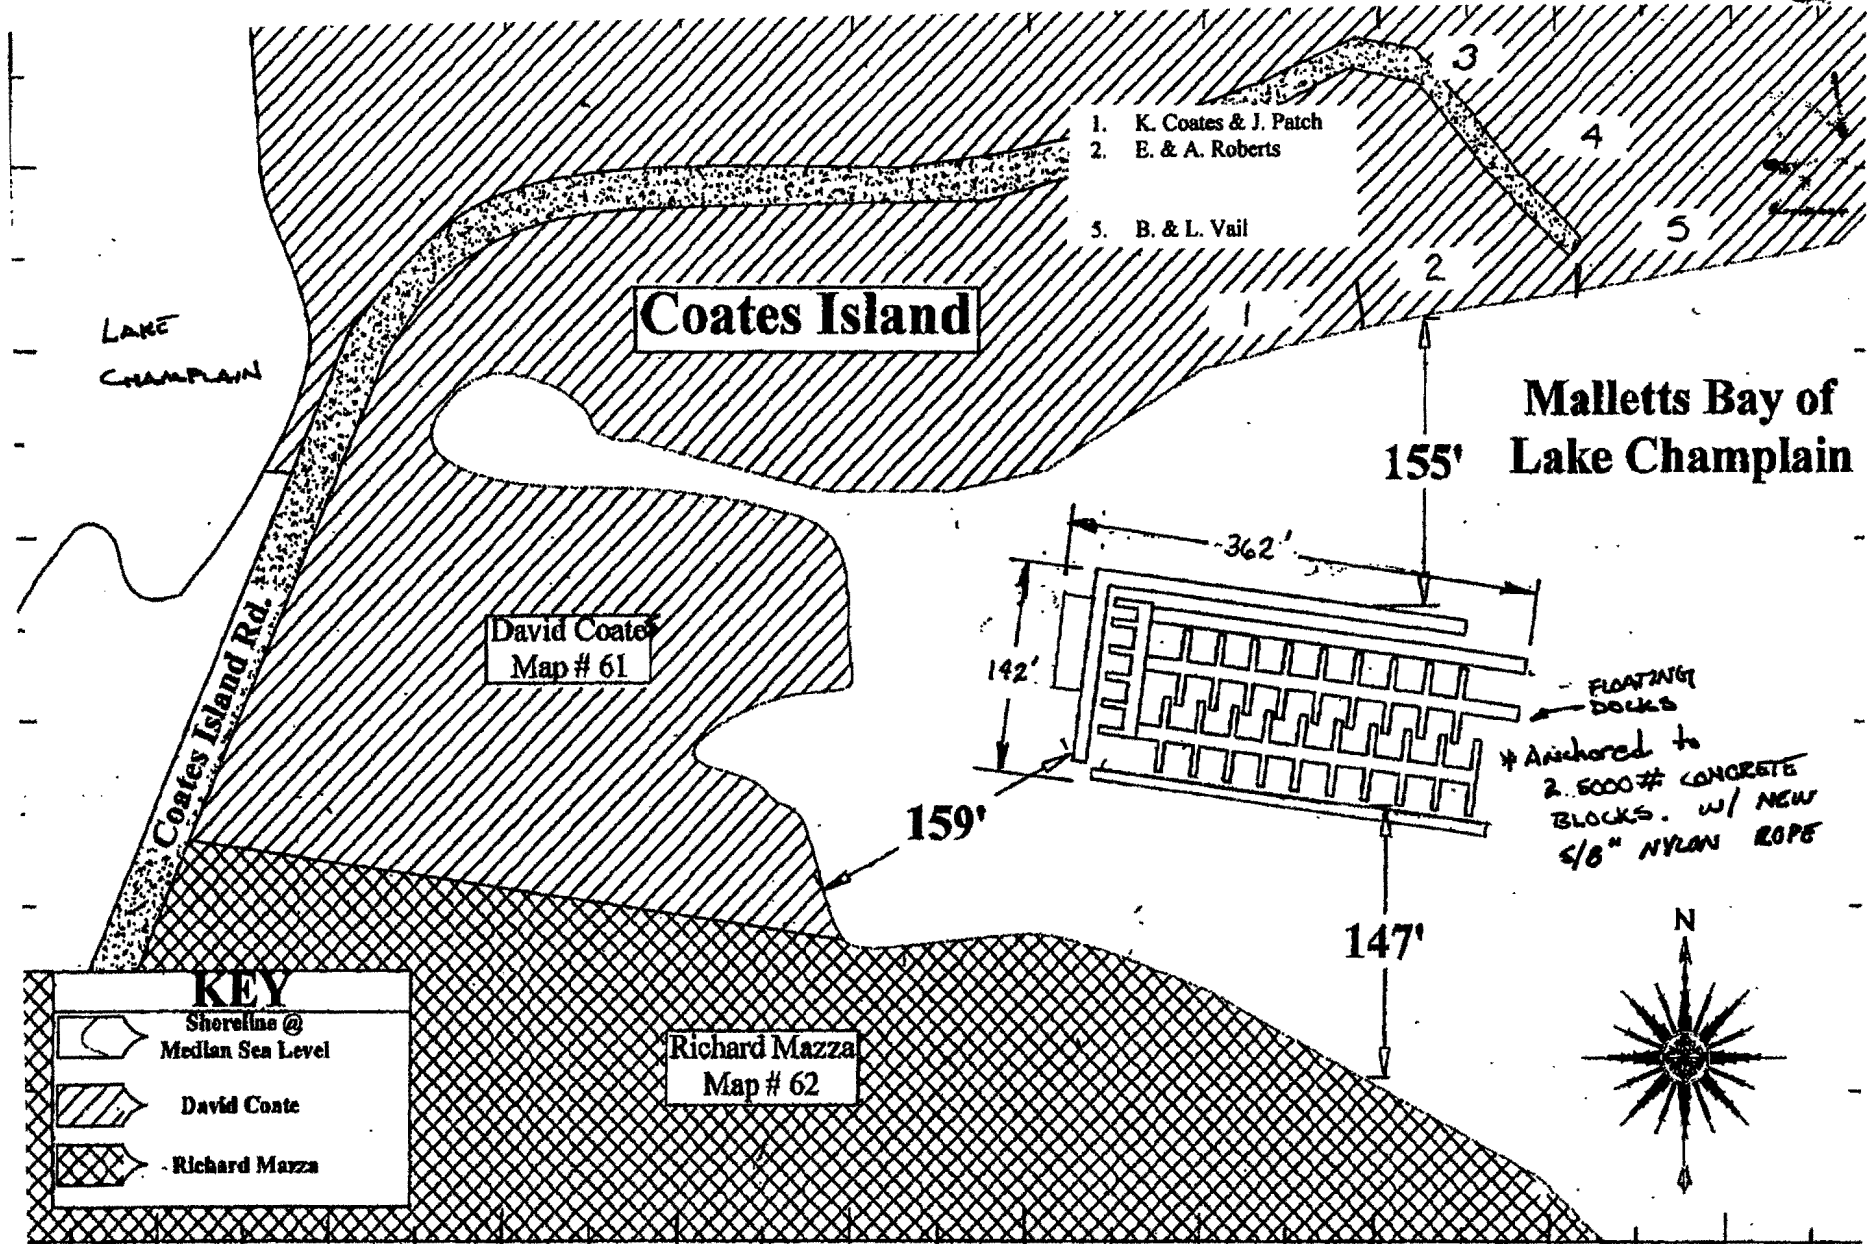 3
1. K. Coates & J. Patch
2. E. & A. Roberts
5. B. & L. Vail
4
5
2
1
Coates Island
LAKE
CHAMPLAIN
Malletts Bay of
Lake Champlain
155'
362'
142'
David Coates
Map # 61
Coates Island Rd.
FLOATING
DOCKS
* Anchored to
2. 5000# CONCRETE
BLOCKS. W/ NEW
5/8" NYLON ROPE
159'
147'
N
KEY
Shoreline @
Median Sea Level
David Coate
Richard Mazza
Richard Mazza
Map # 62